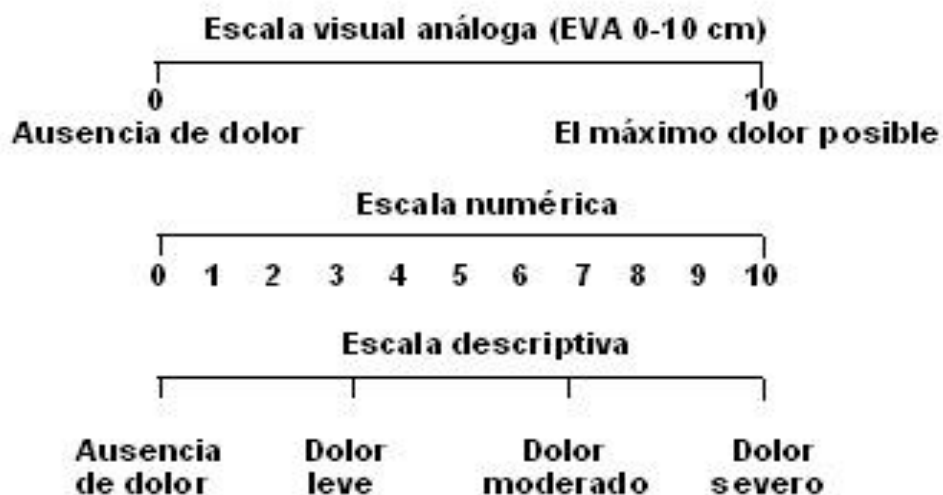 Escala visual análoga (EVA 0-10 cm)
0 10
Ausencia de dolor El máximo dolor posible
Escala numérica
0 1 2 3 4 5 6 7 8 9 10
Escala descriptiva
Ausencia de dolor
Dolor leve
Dolor moderado
Dolor severo